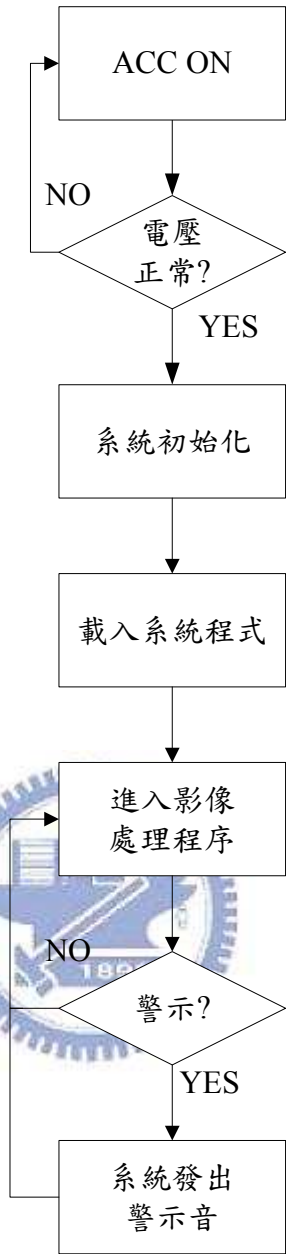 ACC ON
NO
電壓
正常?
YES
系統初始化
載入系統程式
進入影像
處理程序
NO
警示?
YES
系統發出
警示音